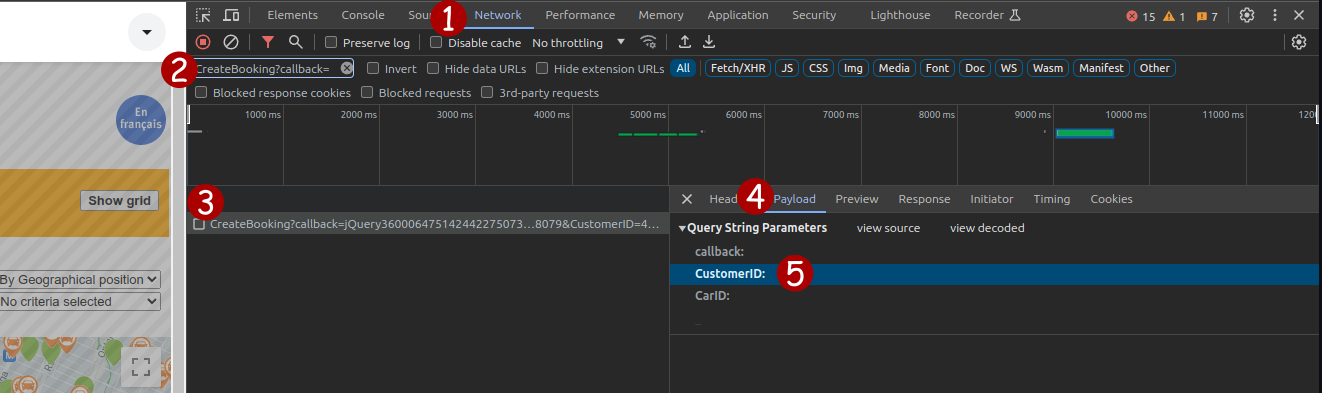 Elements Console Sou 1 Network Performance Memory Application Security Lighthouse Recorder 15 1 7
Preserve log Disable cache No throttling
2 CreateBooking?callback= Invert Hide data URLs Hide extension URLs All Fetch/XHR JS CSS Img Media Font Doc WS Wasm Manifest Other
Blocked response cookies Blocked requests 3rd-party requests
En
français
1000 ms 2000 ms 3000 ms 4000 ms 5000 ms 6000 ms 7000 ms 8000 ms 9000 ms 10000 ms 11000 ms 120
Show grid
3
4
Head Payload Preview Response Initiator Timing Cookies
CreateBooking?callback=jQuery360006475142442275073...8079&CustomerID=4...
Query String Parameters view source view decoded
callback:
CustomerID: 5
CarID:
By Geographical position
No criteria selected